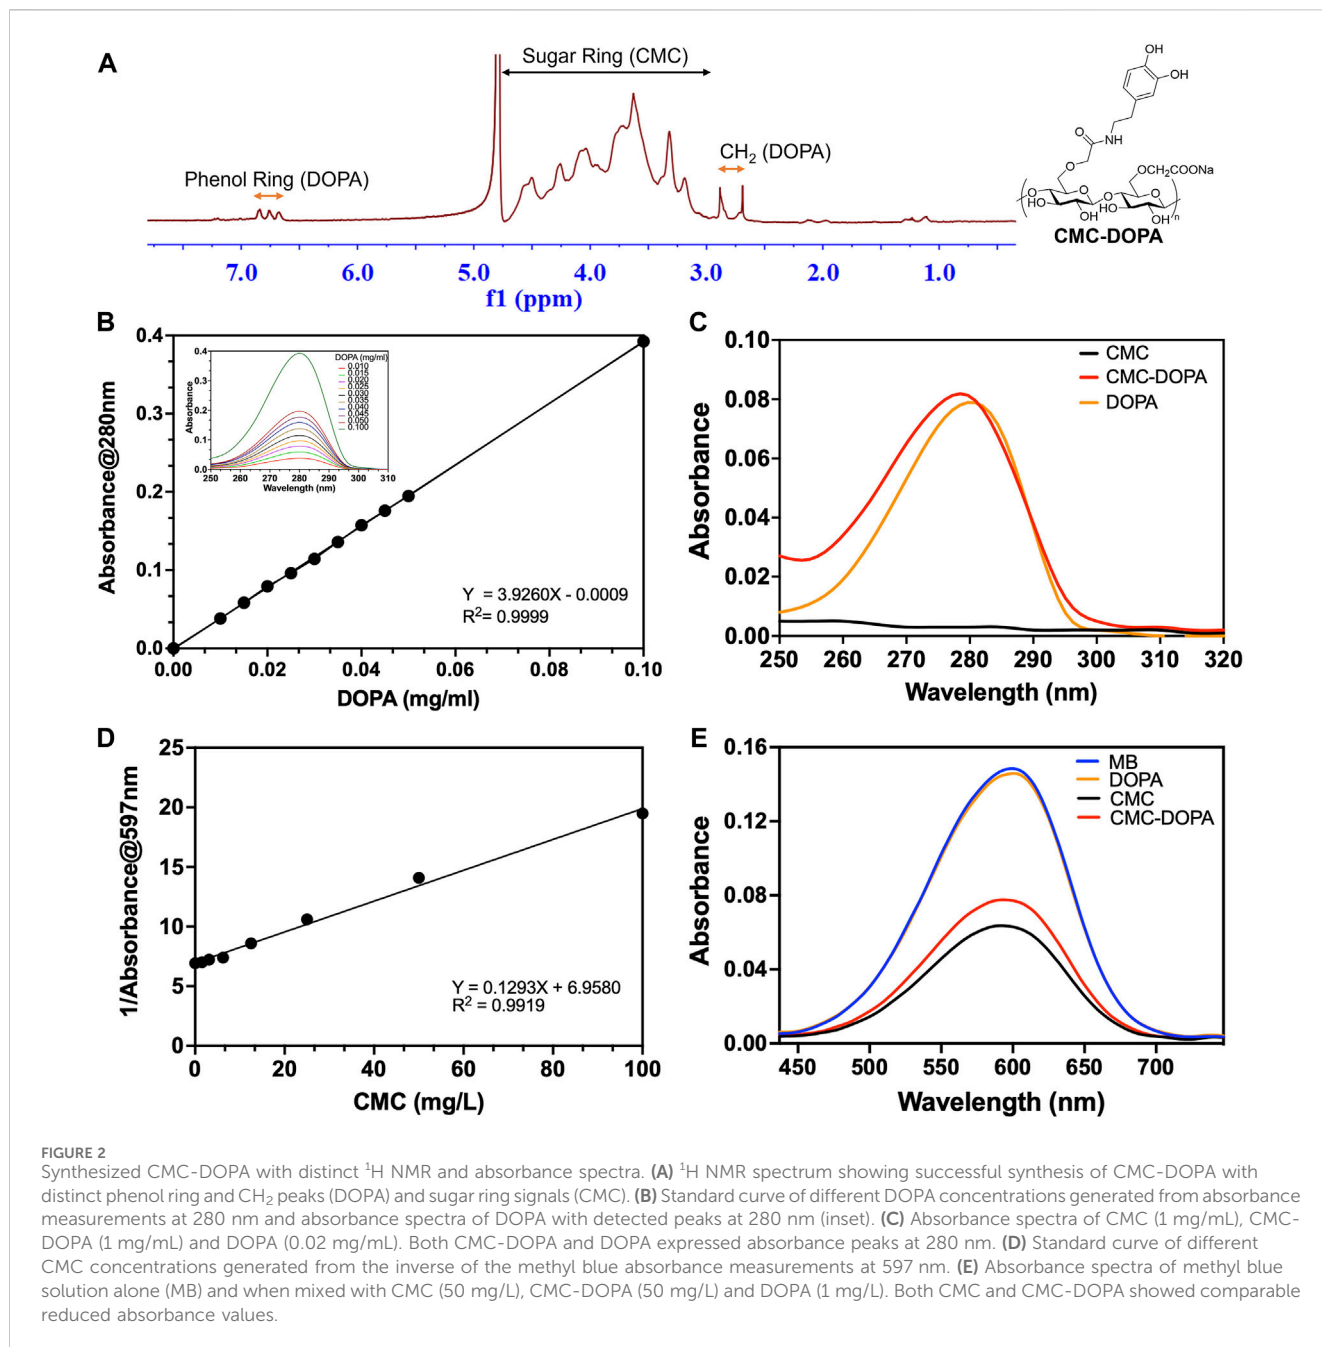 A
Sugar Ring (CMC)
Phenol Ring (DOPA)
CH2 (DOPA)
7.0 6.0 5.0 4.0 3.0 2.0 1.0
f1 (ppm)
OH
OH
O
NH
O
OCH2COONa
O
O
O
O
HO
OH
OH
HO
OH
n
CMC-DOPA
B
Absorbance@280nm
0.4
0.3
0.2
0.1
0.0
0.00 0.02 0.04 0.06 0.08 0.10
DOPA (mg/ml)
Y = 3.9260X - 0.0009
R2= 0.9999
Absorbance
0.4
0.3
0.2
0.1
0.0
250 260 270 280 290 300 310
Wavelength (nm)
DOPA (mg/ml)
0.010
0.015
0.020
0.025
0.030
0.035
0.040
0.045
0.050
0.100
C
Absorbance
0.10
0.08
0.06
0.04
0.02
0.00
250 260 270 280 290 300 310 320
Wavelength (nm)
CMC
CMC-DOPA
DOPA
D
1/Absorbance@597nm
25
20
15
10
5
0
0 20 40 60 80 100
CMC (mg/L)
Y = 0.1293X + 6.9580
R2 = 0.9919
E
Absorbance
0.16
0.12
0.08
0.04
0.00
450 500 550 600 650 700
Wavelength (nm)
MB
DOPA
CMC
CMC-DOPA
FIGURE 2
Synthesized CMC-DOPA with distinct 1H NMR and absorbance spectra. (A) 1H NMR spectrum showing successful synthesis of CMC-DOPA with
distinct phenol ring and CH2 peaks (DOPA) and sugar ring signals (CMC). (B) Standard curve of different DOPA concentrations generated from absorbance
measurements at 280 nm and absorbance spectra of DOPA with detected peaks at 280 nm (inset). (C) Absorbance spectra of CMC (1 mg/mL), CMC-
DOPA (1 mg/mL) and DOPA (0.02 mg/mL). Both CMC-DOPA and DOPA expressed absorbance peaks at 280 nm. (D) Standard curve of different
CMC concentrations generated from the inverse of the methyl blue absorbance measurements at 597 nm. (E) Absorbance spectra of methyl blue
solution alone (MB) and when mixed with CMC (50 mg/L), CMC-DOPA (50 mg/L) and DOPA (1 mg/L). Both CMC and CMC-DOPA showed comparable
reduced absorbance values.